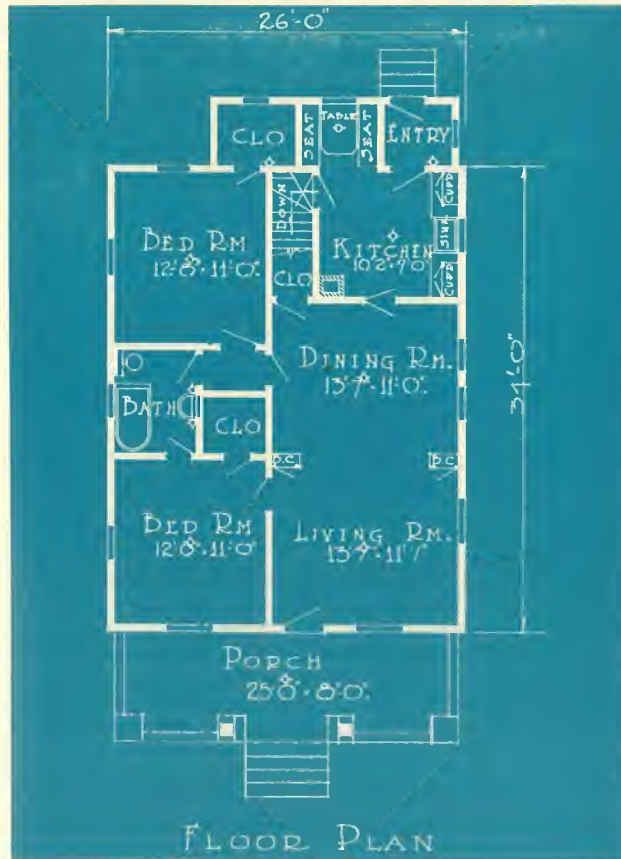 26'-0"
CLO
SEAT
TABLE
SEAT
ENTRY
DOWN
CUPD
SINK
BED RM
12'8"·11'0"
KITCHEN
10'2"·9'0"
CLO
CUPD
DINING RM.
13'7"·11'0"
34'-0"
BATH
CLO
D.C.
D.C.
BED RM
12'8"·11'0"
LIVING RM.
13'7"·11'7"
PORCH
25'0"·8'0"
FLOOR PLAN